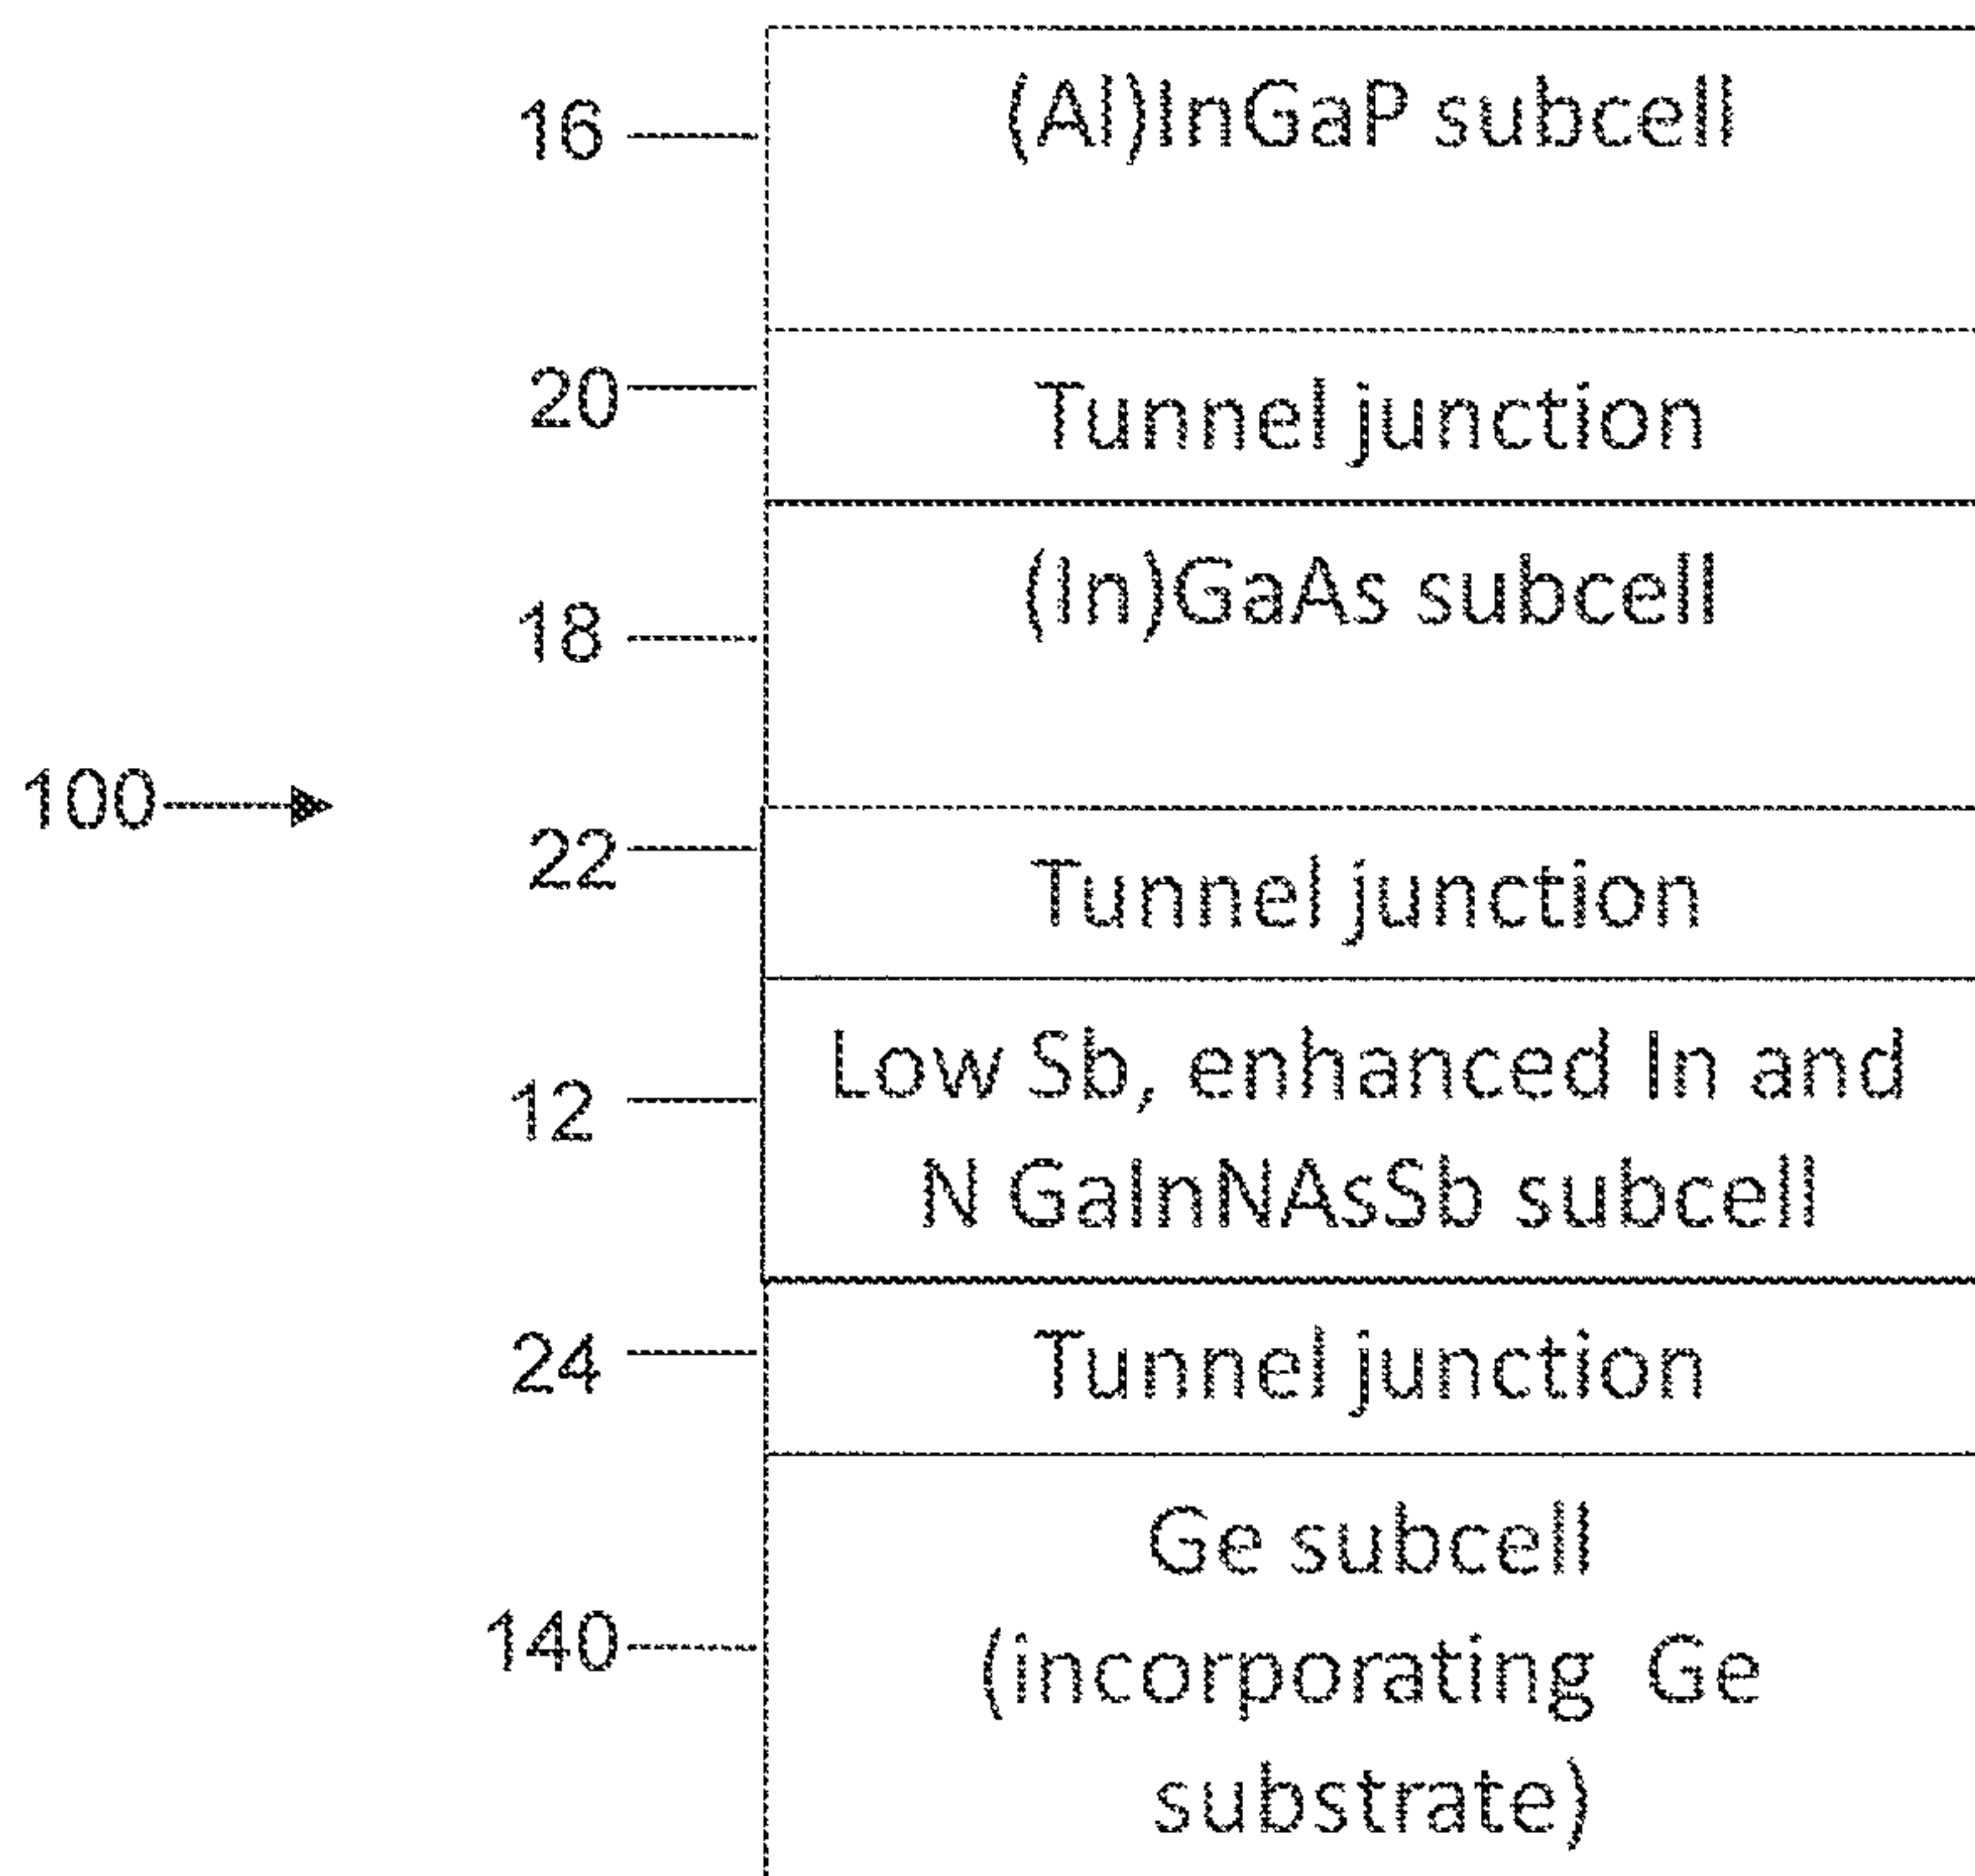 16 (Al)InGaP subcell
20 Tunnel junction
18 (In)GaAs subcell
100
22 Tunnel junction
12 Low Sb, enhanced In and
N GaInNAsSb subcell
24 Tunnel junction
Ge subcell
140 (incorporating Ge
substrate)